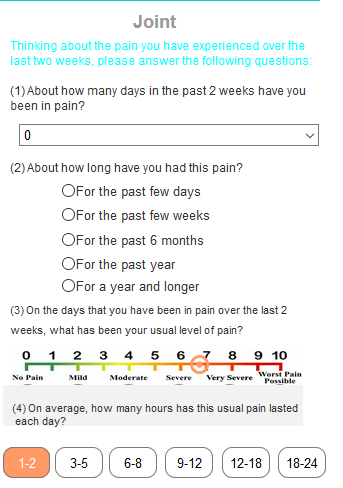 Joint
Thinking about the pain you have experienced over the
last two weeks, please answer the following questions:
(1) About how many days in the past 2 weeks have you
been in pain?
0
(2) About how long have you had this pain?
For the past few days
For the past few weeks
For the past 6 months
For the past year
For a year and longer
(3) On the days that you have been in pain over the last 2
weeks, what has been your usual level of pain?
0 1 2 3 4 5 6 7 8 9 10
No Pain Mild Moderate Severe Very Severe Worst Pain
Possible
(4) On average, how many hours has this usual pain lasted
each day?
1-2 3-5 6-8 9-12 12-18 18-24